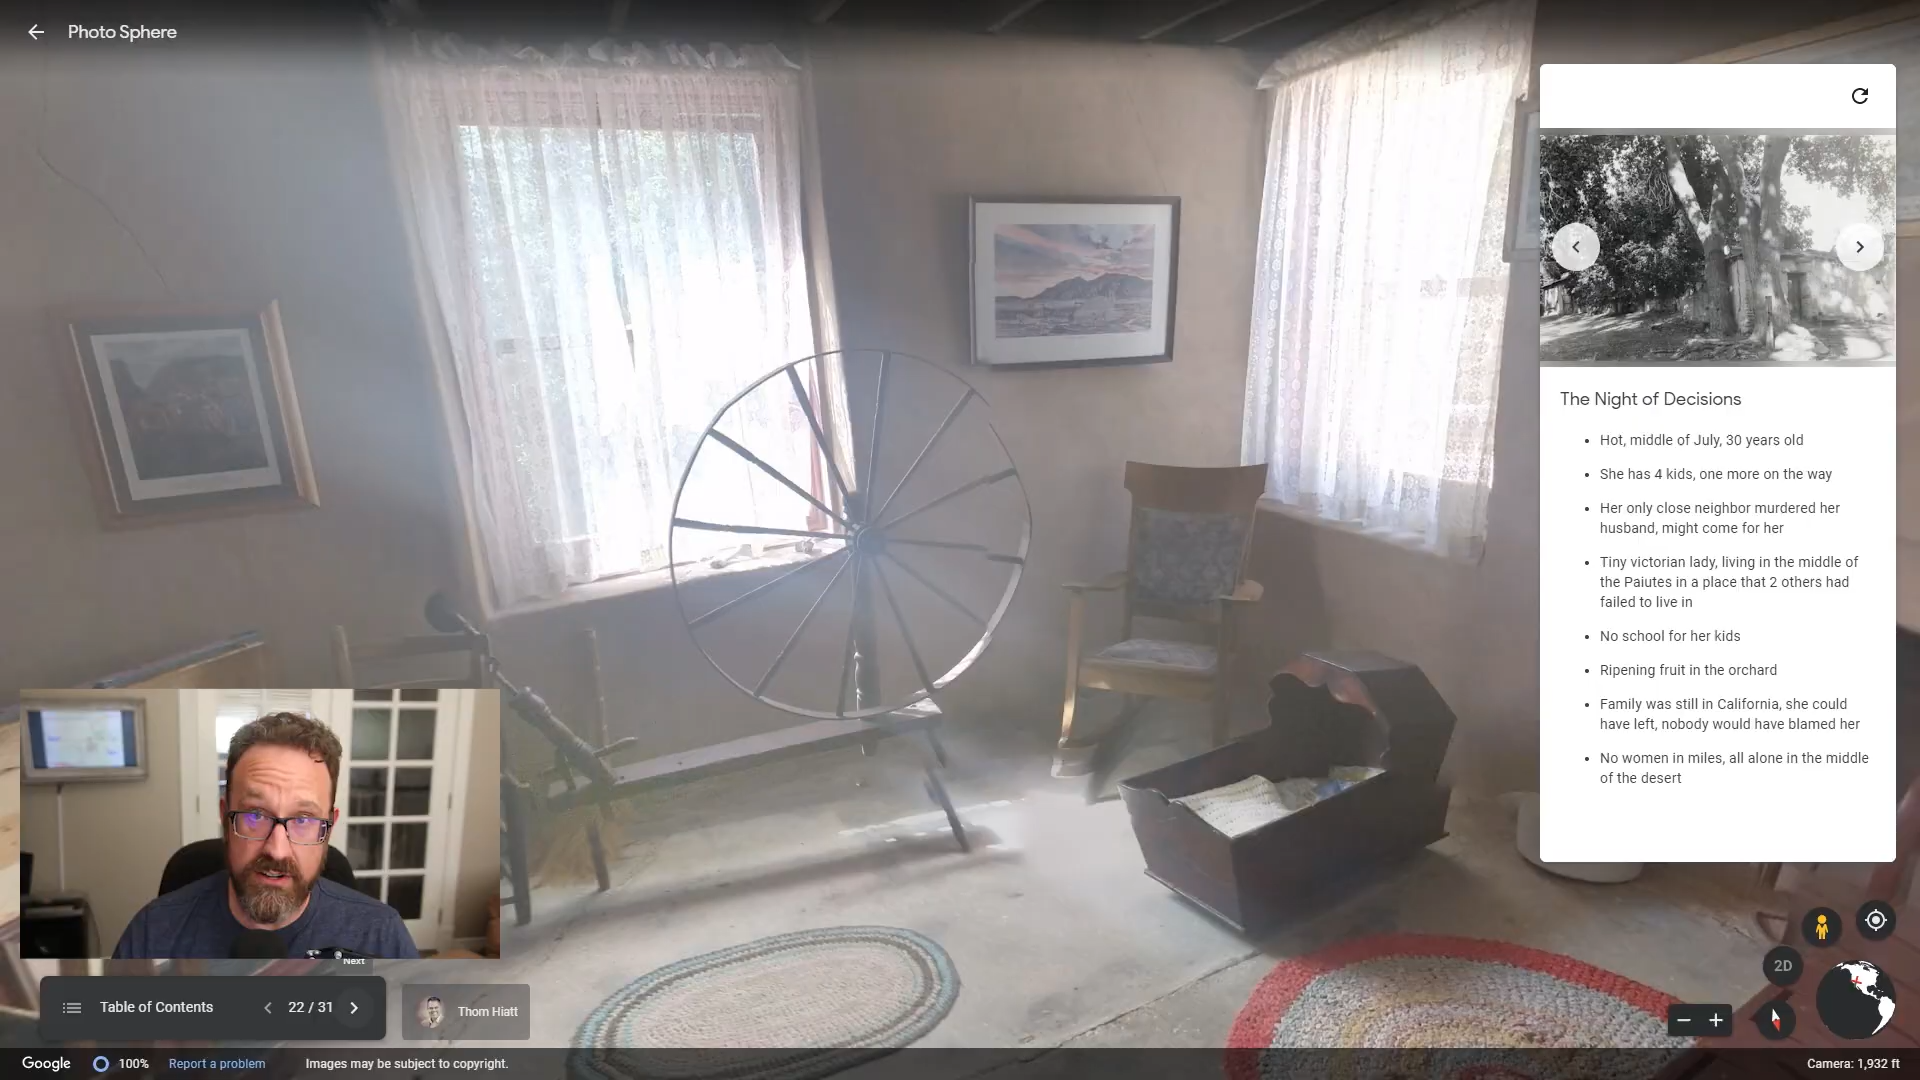 Photo Sphere
The Night of Decisions
Hot, middle of July, 30 years old
She has 4 kids, one more on the way
Her only close neighbor murdered her
husband, might come for her
Tiny victorian lady, living in the middle of
the Paiutes in a place that 2 others had
failed to live in
No school for her kids
Ripening fruit in the orchard
Family was still in California, she could
have left, nobody would have blamed her
No women in miles, all alone in the middle
of the desert
Next
Table of Contents
22 / 31
Thom Hiatt
2D
Google
100%
Report a problem
Images may be subject to copyright.
Camera: 1,932 ft